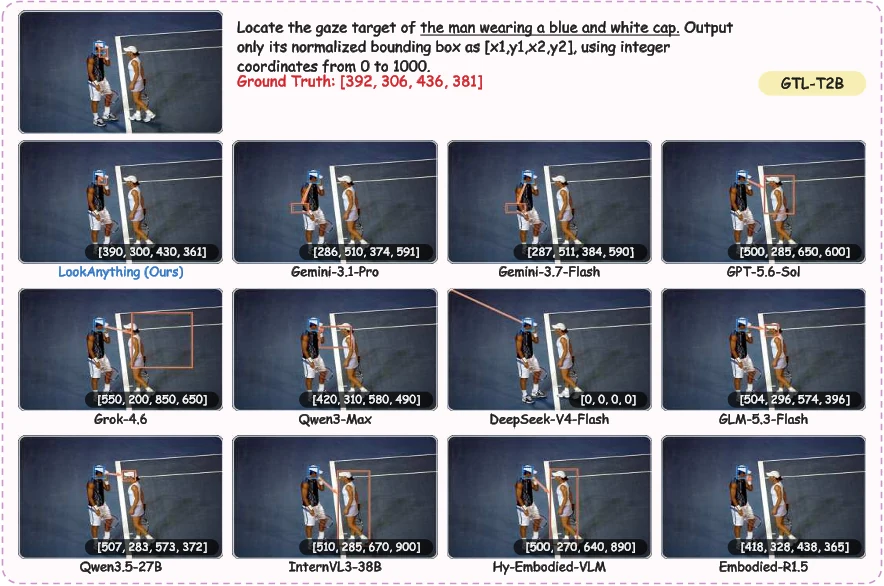 Locate the gaze target of the man wearing a blue and white cap. Output
only its normalized bounding box as [x1,y1,x2,y2], using integer
coordinates from 0 to 1000.
Ground Truth: [392, 306, 436, 381]
GTL-T2B
[390, 300, 430, 361]
[286, 510, 374, 591]
[287, 511, 384, 590]
[500, 285, 650, 600]
LookAnything (Ours)
Gemini-3.1-Pro
Gemini-3.7-Flash
GPT-5.6-Sol
[550, 200, 850, 650]
[420, 310, 580, 490]
[0, 0, 0, 0]
[504, 296, 574, 396]
Grok-4.6
Qwen3-Max
DeepSeek-V4-Flash
GLM-5.3-Flash
[507, 283, 573, 372]
[510, 285, 670, 900]
[500, 270, 640, 890]
[418, 328, 438, 365]
Qwen3.5-27B
InternVL3-38B
Hy-Embodied-VLM
Embodied-R1.5